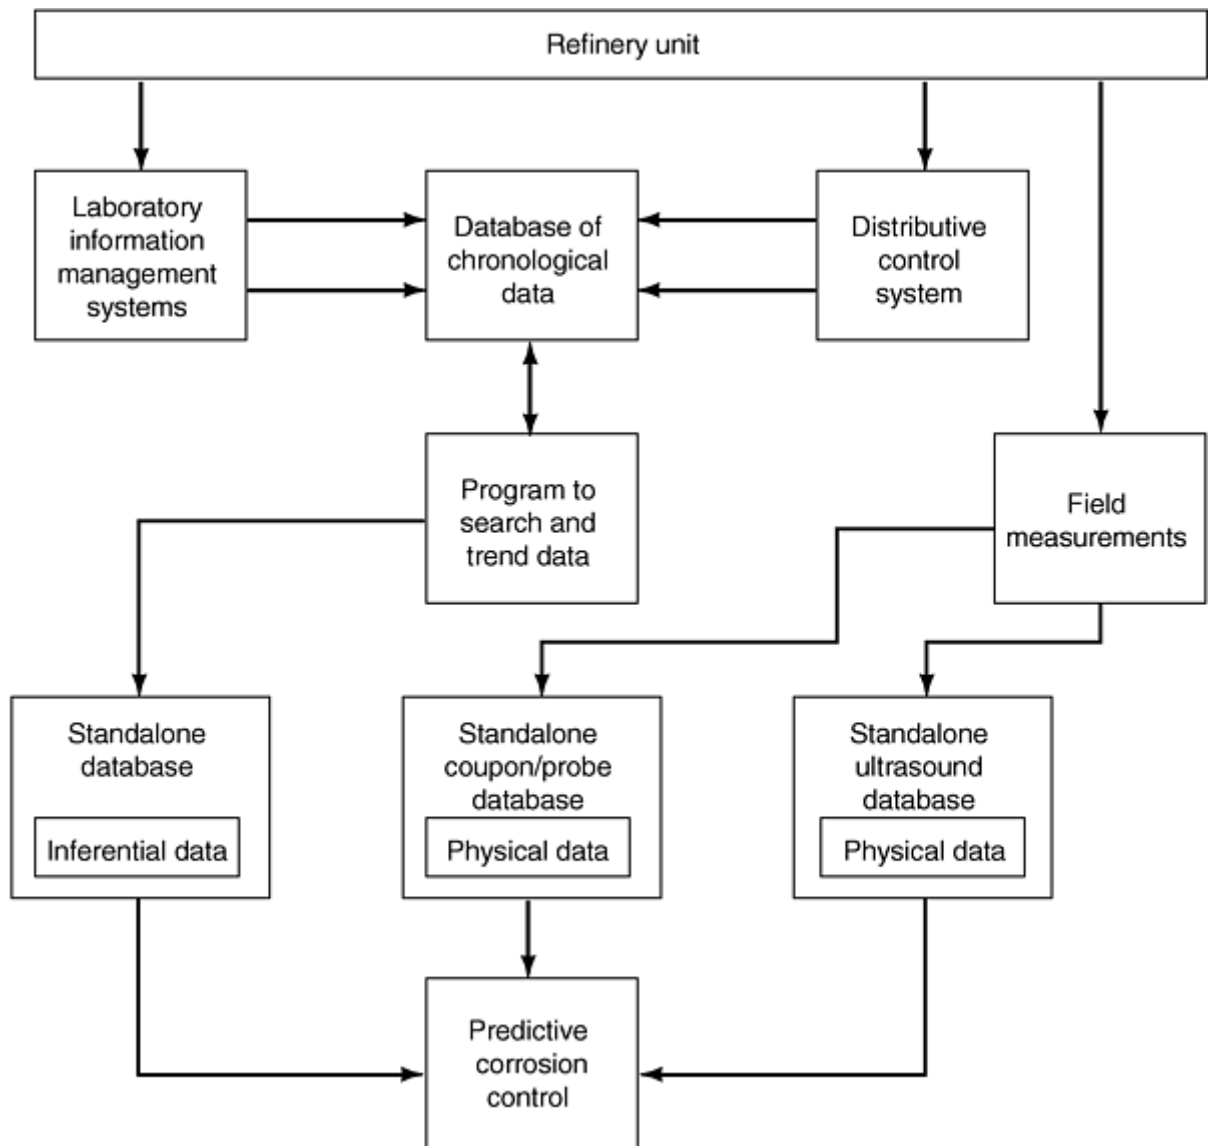 Refinery unit
Laboratory
information
management
systems
Database of
chronological
data
Distributive
control
system
Program to
search and
trend data
Field
measurements
Standalone
database
Inferential data
Standalone
coupon/probe
database
Physical data
Standalone
ultrasound
database
Physical data
Predictive
corrosion
control